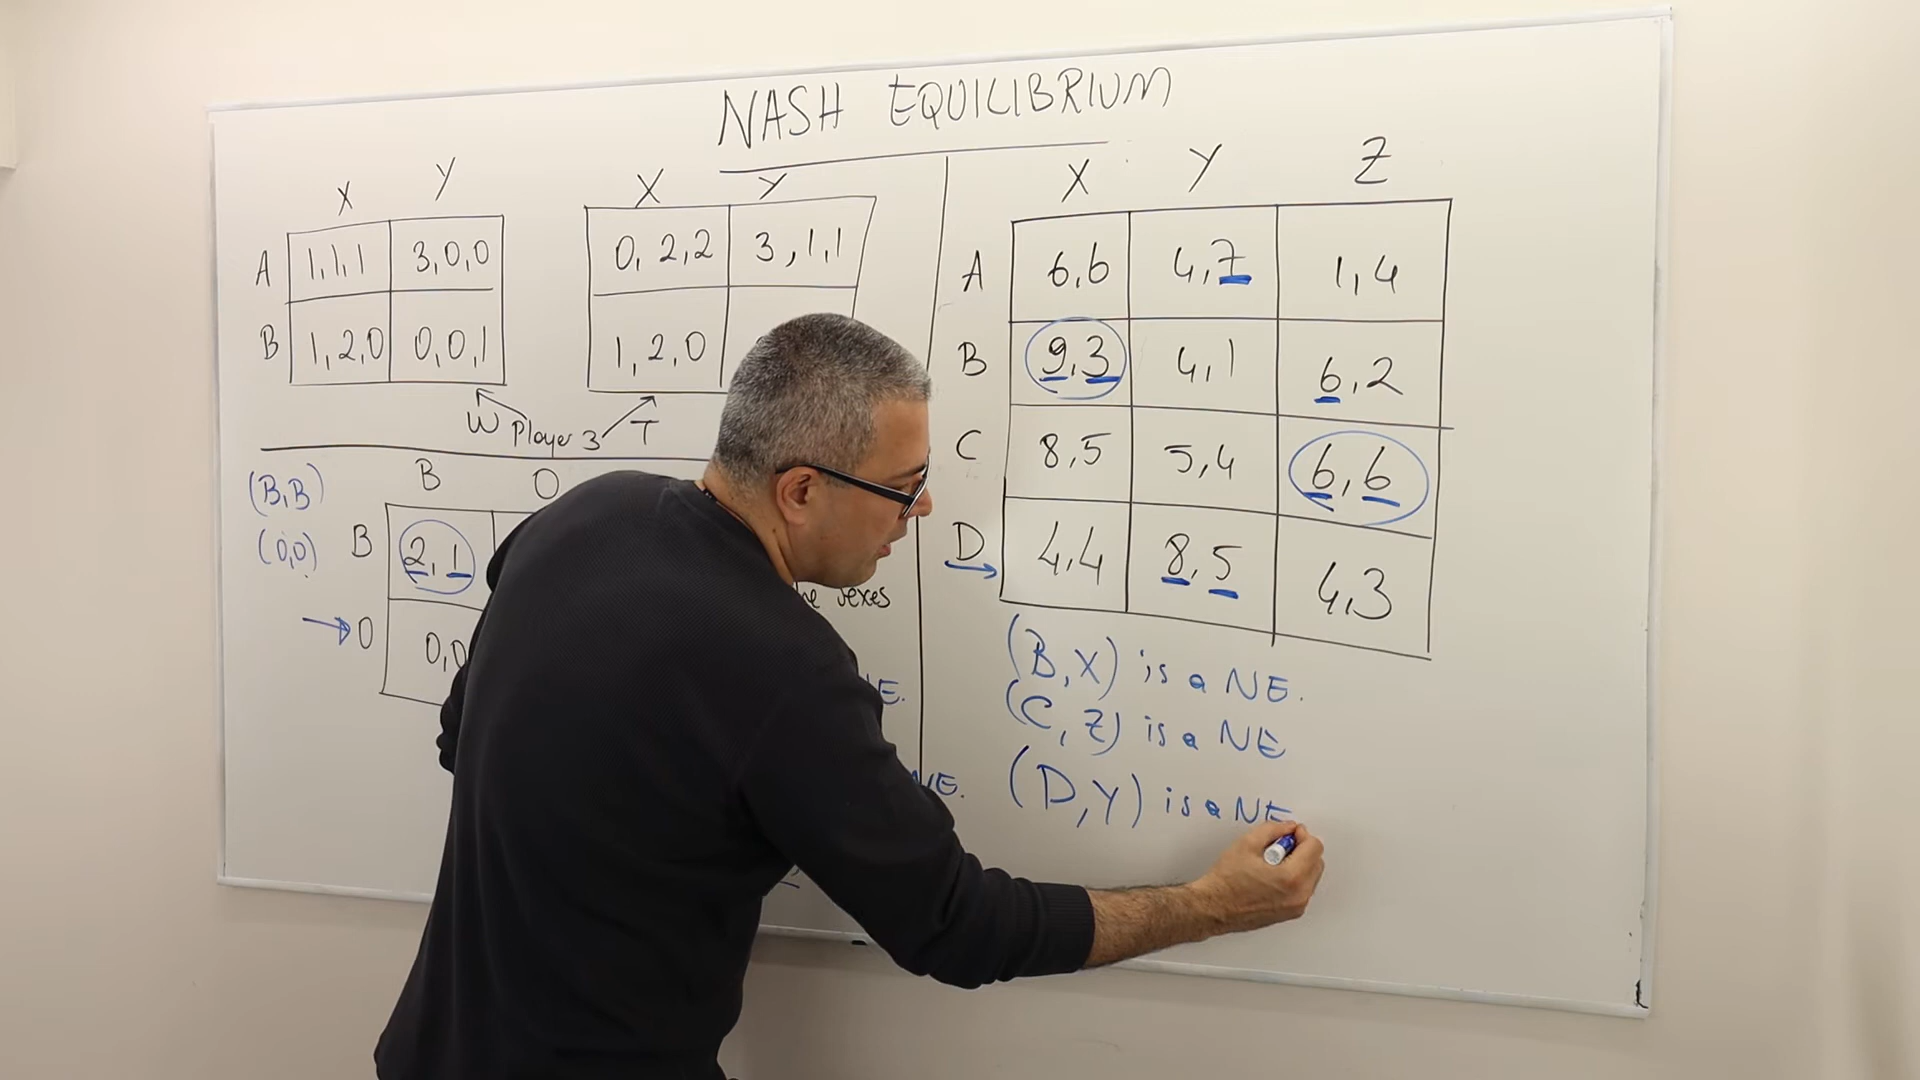 NASH EQUILIBRIUM
X Y
A 1,1,1 3,0,0
B 1,2,0 0,0,1
X Y
0, 2,2 3,1,1
1,2,0
W Player 3 T
(B,B)
(O,O)
B O
B 2,1
O 0,0
sexes
NE.
NE.
X Y Z
A 6,6 4,7 1,4
B 9,3 4,1 6,2
C 8,5 5,4 6,6
D 4,4 8,5 4,3
(B,X) is a NE.
(C,Z) is a NE
(D,Y) is a NE